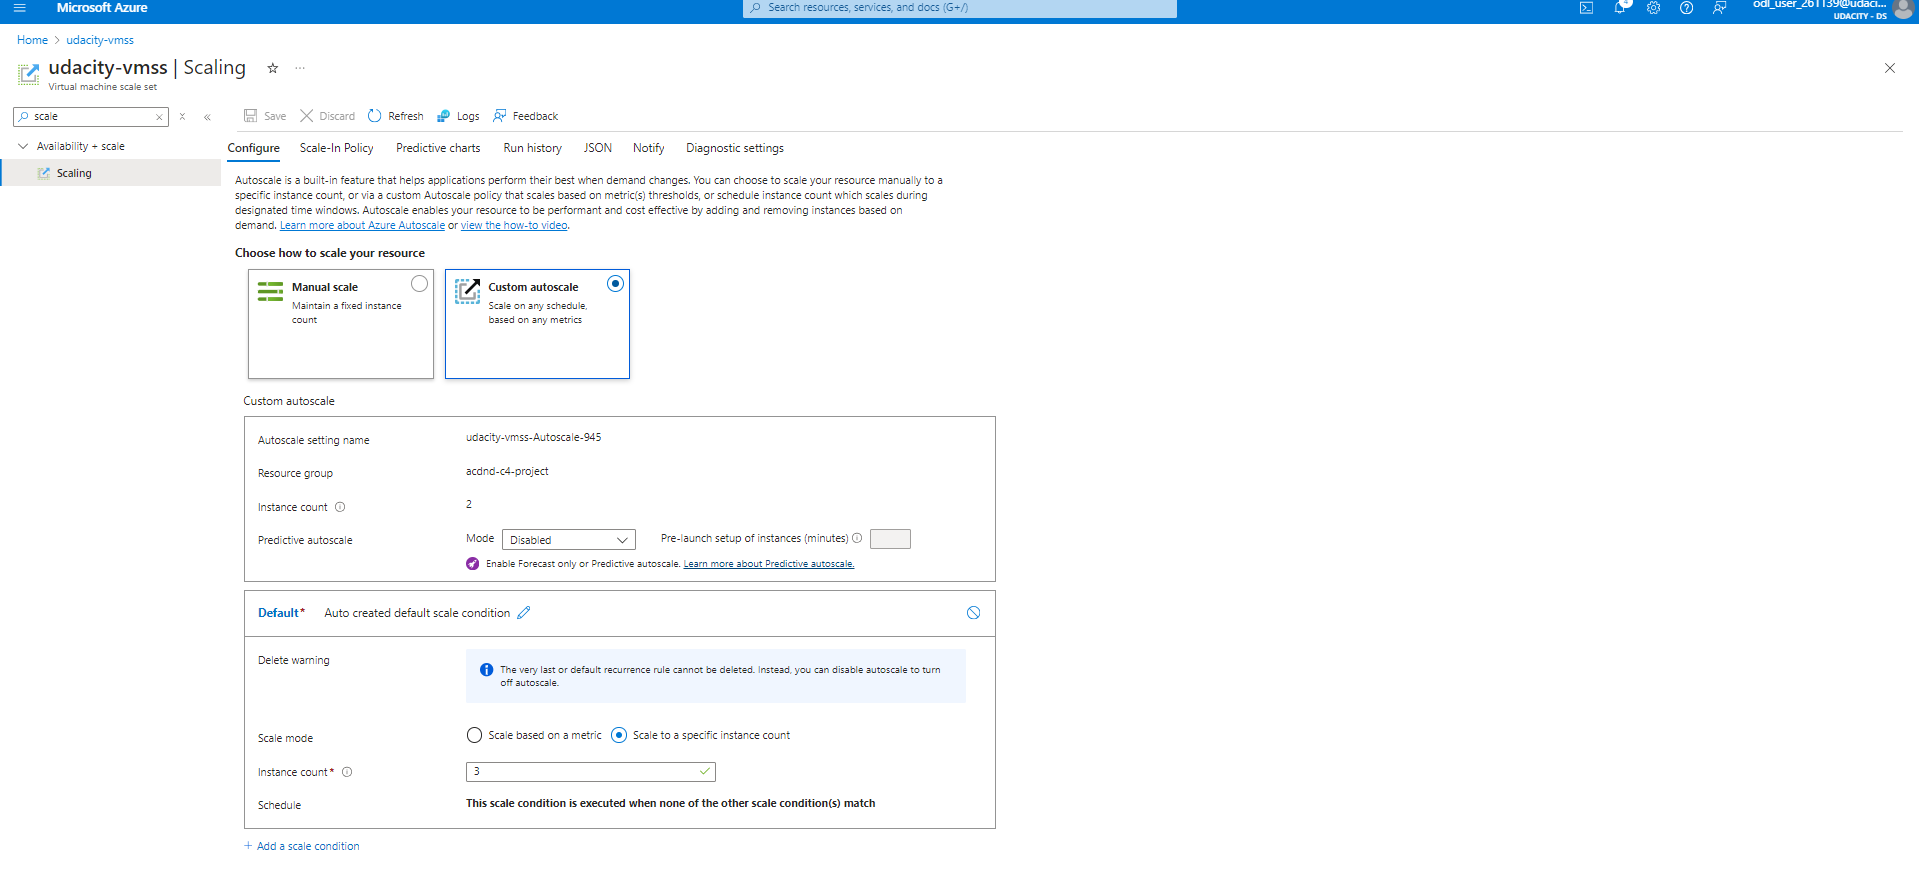 Microsoft Azure
Search resources, services, and docs (G+/)
odl_user_261139@udaci...
UDACITY - DS
Home > udacity-vmss
udacity-vmss | Scaling
Virtual machine scale set
scale
Save
Discard
Refresh
Logs
Feedback
Availability + scale
Scaling
Configure
Scale-In Policy
Predictive charts
Run history
JSON
Notify
Diagnostic settings
Autoscale is a built-in feature that helps applications perform their best when demand changes. You can choose to scale your resource manually to a
specific instance count, or via a custom Autoscale policy that scales based on metric(s) thresholds, or schedule instance count which scales during
designated time windows. Autoscale enables your resource to be performant and cost effective by adding and removing instances based on
demand. Learn more about Azure Autoscale or view the how-to video.
Choose how to scale your resource
Manual scale
Maintain a fixed instance
count
Custom autoscale
Scale on any schedule,
based on any metrics
Custom autoscale
Autoscale setting name
udacity-vmss-Autoscale-945
Resource group
acdnd-c4-project
Instance count
2
Predictive autoscale
Mode
Disabled
Pre-launch setup of instances (minutes)
Enable Forecast only or Predictive autoscale. Learn more about Predictive autoscale.
Default* Auto created default scale condition
Delete warning
The very last or default recurrence rule cannot be deleted. Instead, you can disable autoscale to turn
off autoscale.
Scale mode
Scale based on a metric
Scale to a specific instance count
Instance count*
3
Schedule
This scale condition is executed when none of the other scale condition(s) match
+ Add a scale condition